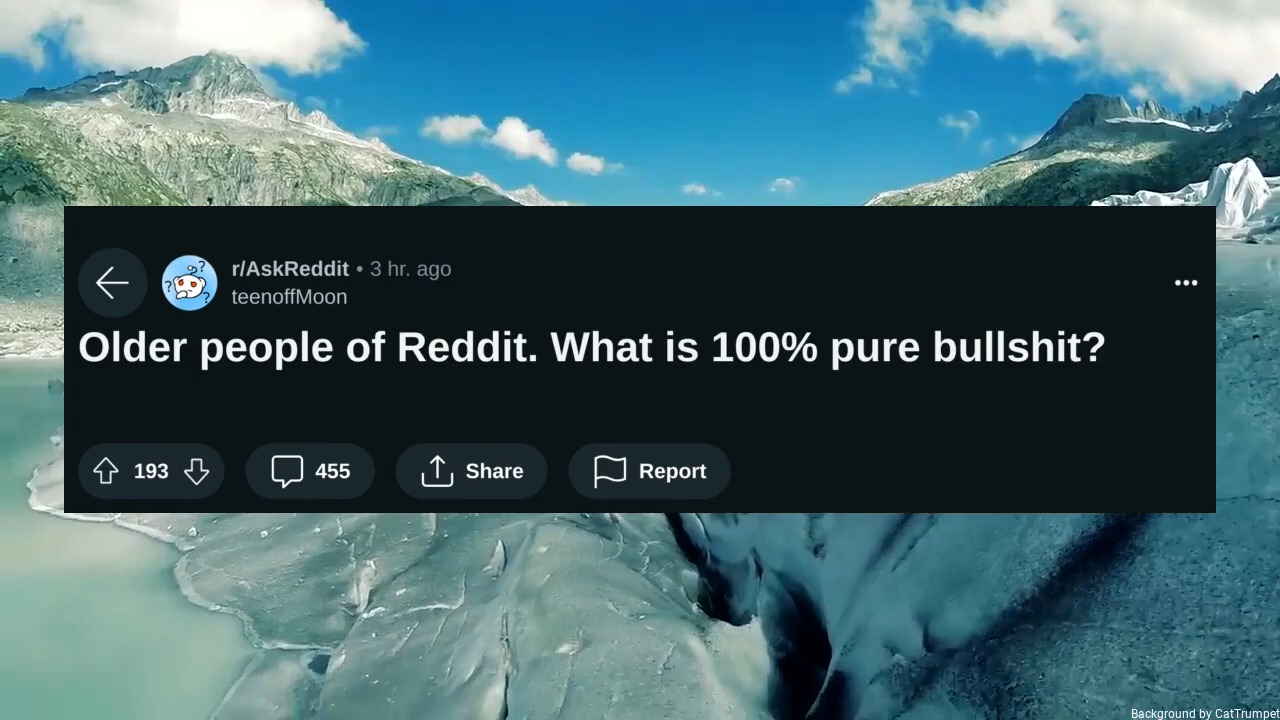 r/AskReddit • 3 hr. ago
teenoffMoon
Older people of Reddit. What is 100% pure bullshit?
193
455
Share
Report
Background by CatTrumpet